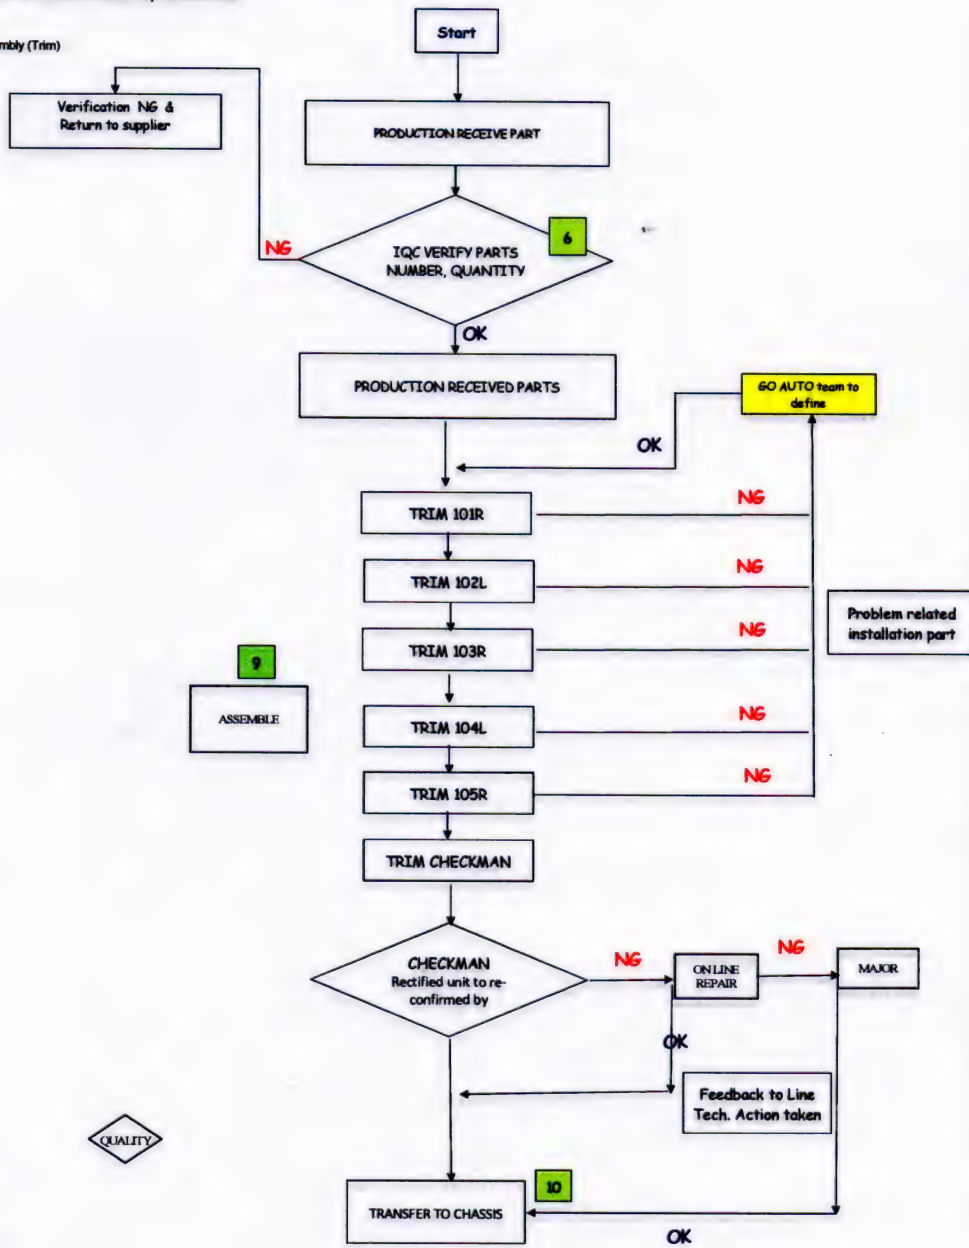 Start
mbly (Trim)
Verification NG &
Return to supplier
PRODUCTION RECEIVE PART
6
NG
IQC VERIFY PARTS
NUMBER, QUANTITY
OK
PRODUCTION RECEIVED PARTS
GO AUTO team to
define
OK
TRIM 101R
NG
TRIM 102L
NG
Problem related
installation part
TRIM 103R
NG
9
ASSEMBLE
TRIM 104L
NG
TRIM 105R
NG
TRIM CHECKMAN
CHECKMAN
Rectified unit to re-
confirmed by
NG
ON LINE
REPAIR
NG
MAJOR
OK
Feedback to Line
Tech. Action taken
QUALITY
10
TRANSFER TO CHASSIS
OK